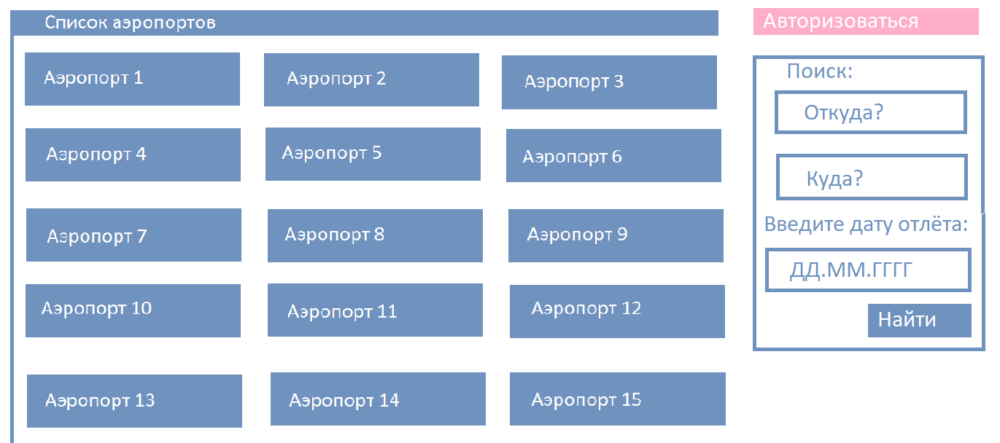 Список аэропортов
Авторизоваться
Аэропорт 1
Аэропорт 2
Аэропорт 3
Аэропорт 4
Аэропорт 5
Аэропорт 6
Аэропорт 7
Аэропорт 8
Аэропорт 9
Аэропорт 10
Аэропорт 11
Аэропорт 12
Аэропорт 13
Аэропорт 14
Аэропорт 15
Поиск:
Откуда?
Куда?
Введите дату отлёта:
ДД.ММ.ГГГГ
Найти